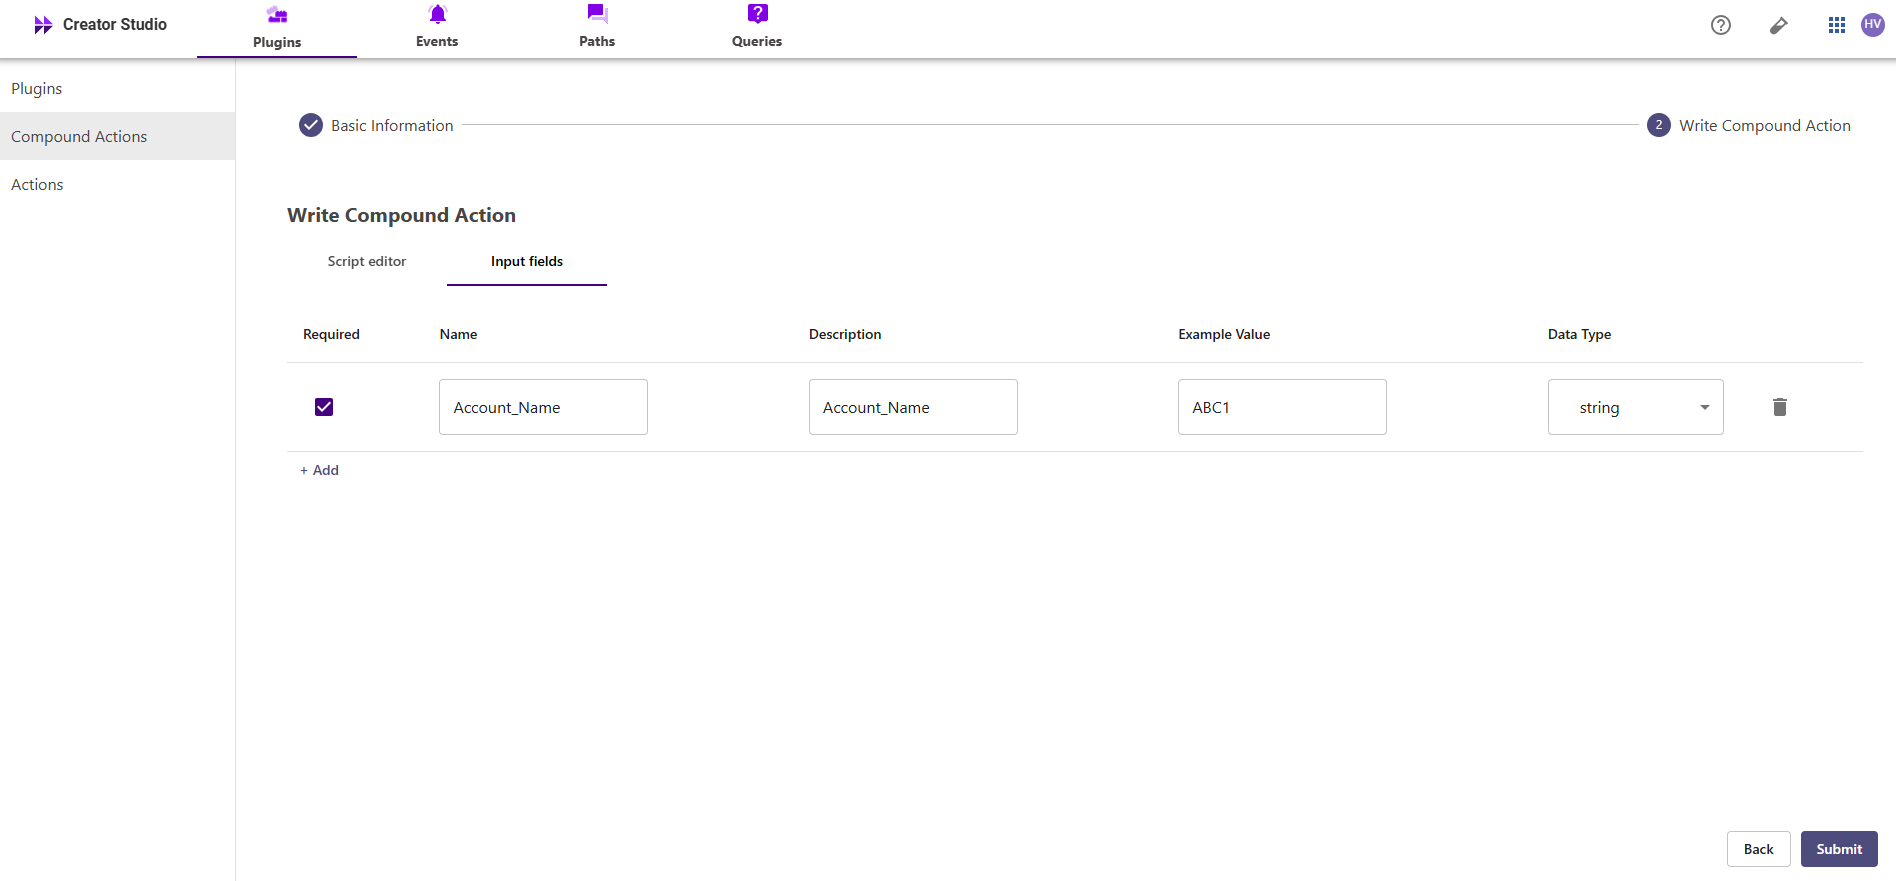 Creator Studio
Plugins
Events
Paths
Queries
HV
Plugins
Compound Actions
Actions
Basic Information
2 Write Compound Action
Write Compound Action
Script editor
Input fields
Required Name Description Example Value Data Type
Account_Name Account_Name ABC1 string
+ Add
Back Submit